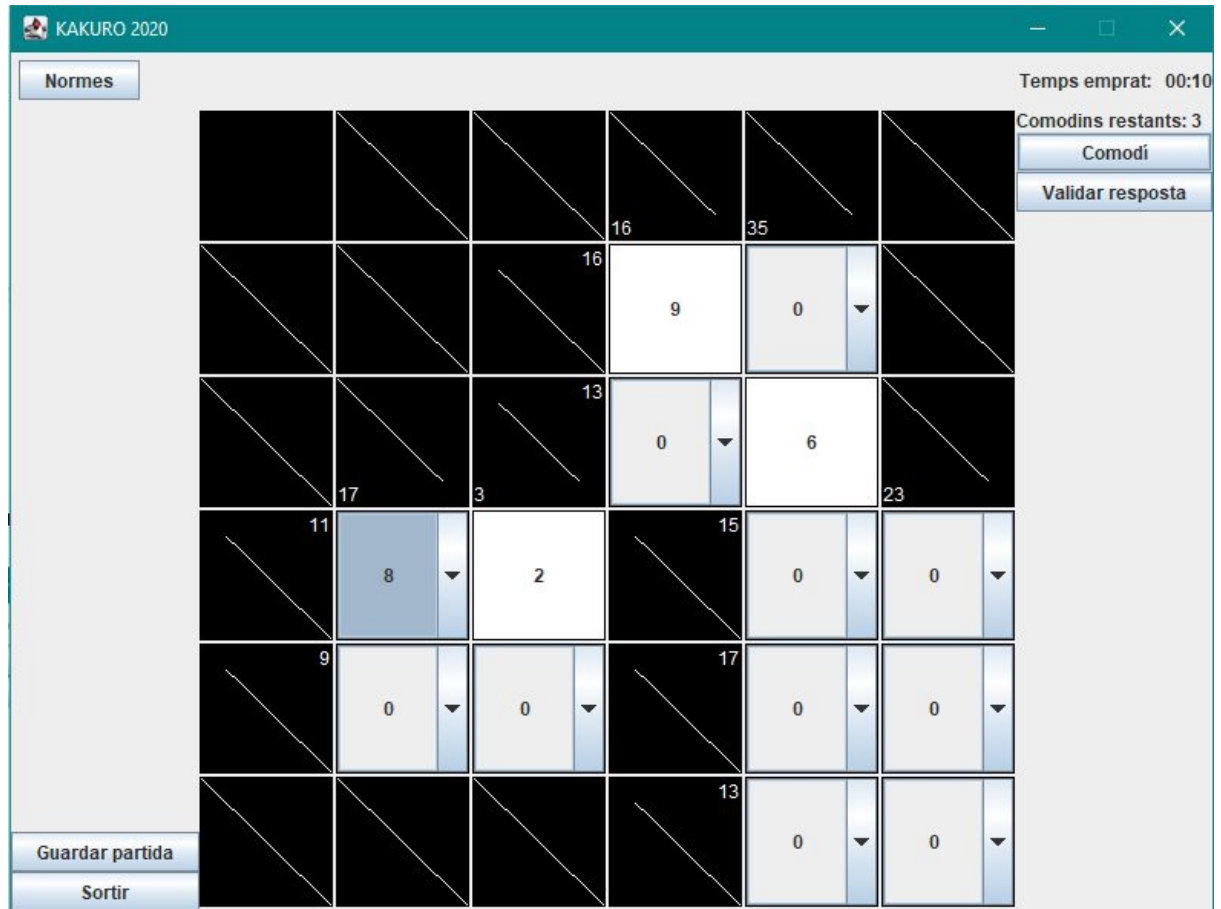 KAKURO 2020
Normes
Temps emprat: 00:10
Comodins restants: 3
Comodí
Validar resposta
16 35
16 9 0
13 0 6
17 3 23
11 8 2 15 0 0
9 0 0 17 0 0
13 0 0
Guardar partida
Sortir